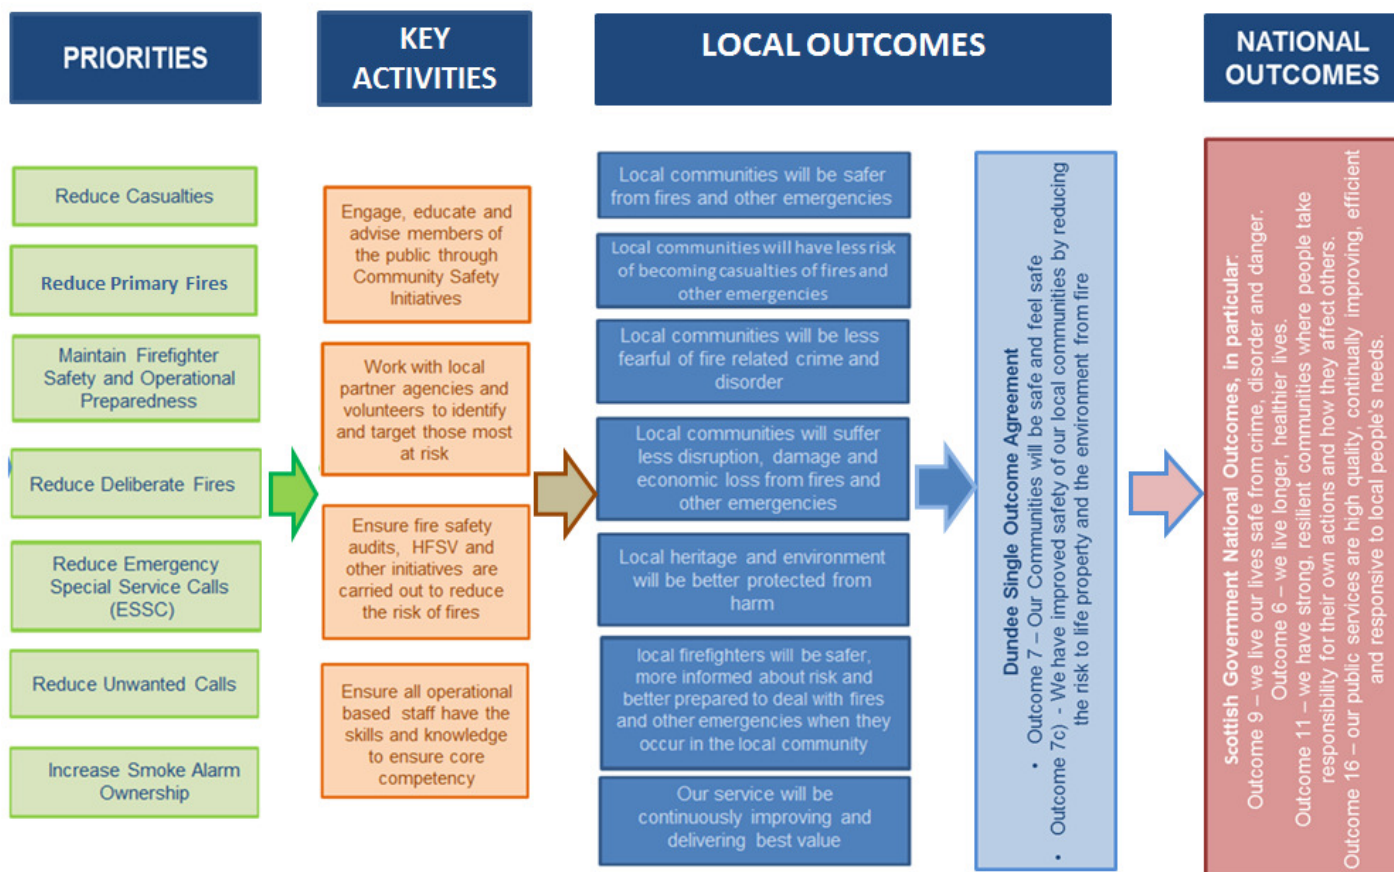 PRIORITIES
KEY
ACTIVITIES
LOCAL OUTCOMES
NATIONAL
OUTCOMES
Reduce Casualties
Reduce Primary Fires
Maintain Firefighter
Safety and Operational
Preparedness
Reduce Deliberate Fires
Reduce Emergency
Special Service Calls
(ESSC)
Reduce Unwanted Calls
Increase Smoke Alarm
Ownership
Engage, educate and
advise members of
the public through
Community Safety
Initiatives
Work with local
partner agencies and
volunteers to identify
and target those most
at risk
Ensure fire safety
audits, HFSV and
other initiatives are
carried out to reduce
the risk of fires
Ensure all operational
based staff have the
skills and knowledge
to ensure core
competency
Local communities will be safer
from fires and other emergencies
Local communities will have less risk
of becoming casualties of fires and
other emergencies
Local communities will be less
fearful of fire related crime and
disorder
Local communities will suffer
less disruption, damage and
economic loss from fires and
other emergencies
Local heritage and environment
will be better protected from
harm
local firefighters will be safer,
more informed about risk and
better prepared to deal with fires
and other emergencies when they
occur in the local community
Our service will be
continuously improving and
delivering best value
Dundee Single Outcome Agreement
• Outcome 7 – Our Communities will be safe and feel safe
• Outcome 7c) - We have improved safety of our local communities by reducing
the risk to life property and the environment from fire
Scottish Government National Outcomes, in particular:
Outcome 9 – we live our lives safe from crime, disorder and danger.
Outcome 6 – we live longer, healthier lives.
Outcome 11 – we have strong, resilient communities where people take
responsibility for their own actions and how they affect others.
Outcome 16 – our public services are high quality, continually improving, efficient
and responsive to local people's needs.